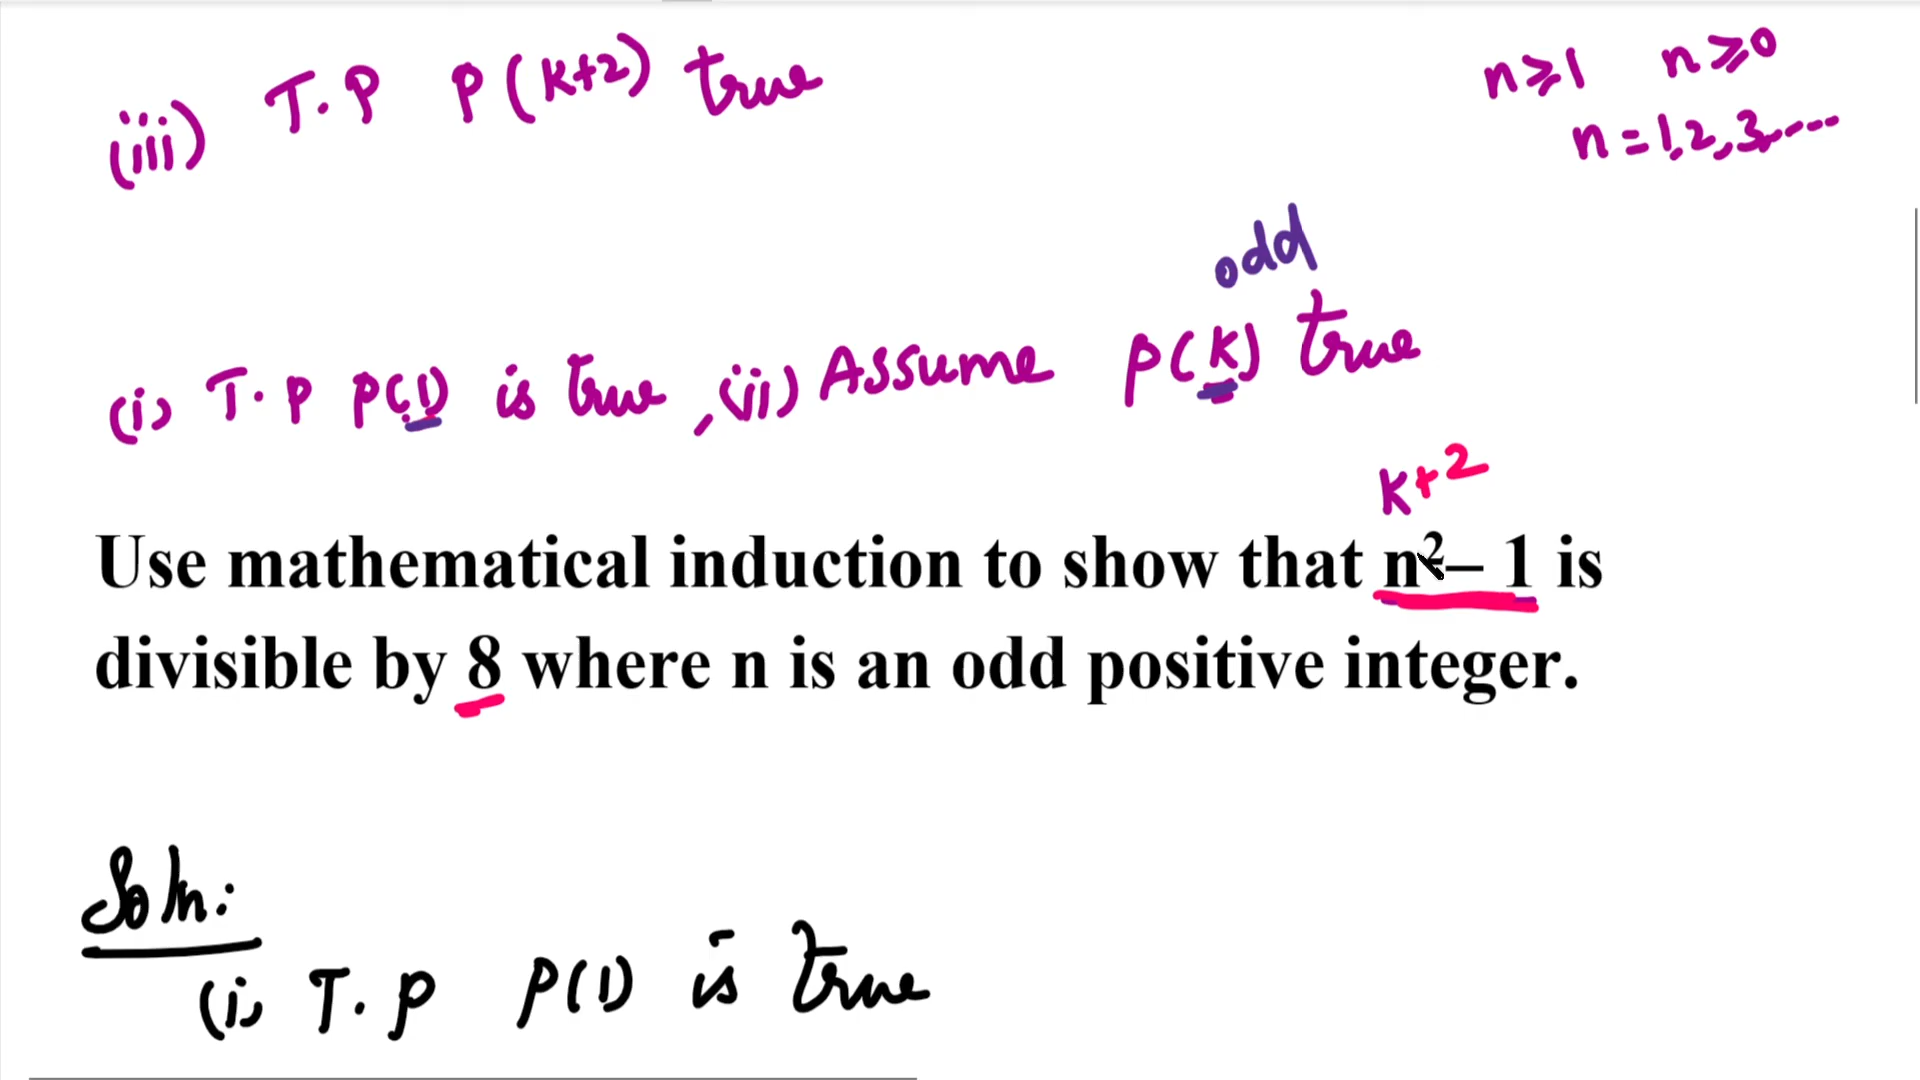 (iii) T.P P(k+2) true
n≥1 n≥0
n=1,2,3,....
odd
(i) T.P P(1) is true, (ii) Assume P(k) true
k+2
Use mathematical induction to show that n²– 1 is
divisible by 8 where n is an odd positive integer.
Soln:
(i) T.P P(1) is true